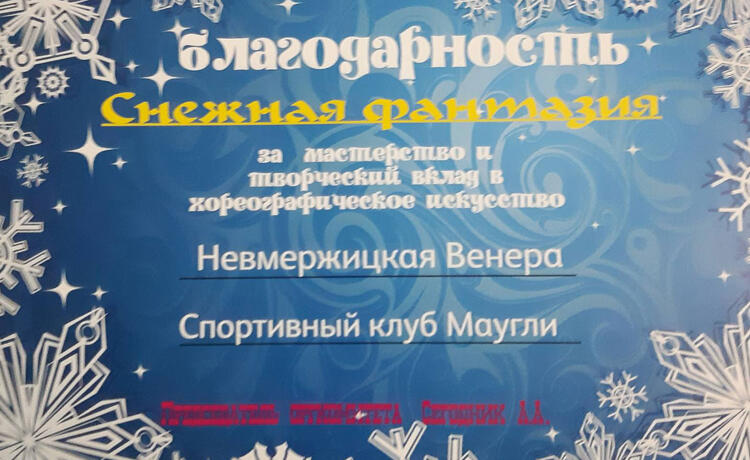 благодарность
Снежная фантазия
за мастерство и
творческий вклад в
хореографическое искусство
Невмержицкая Венера
Спортивный клуб Маугли
Председатель оргкомитета